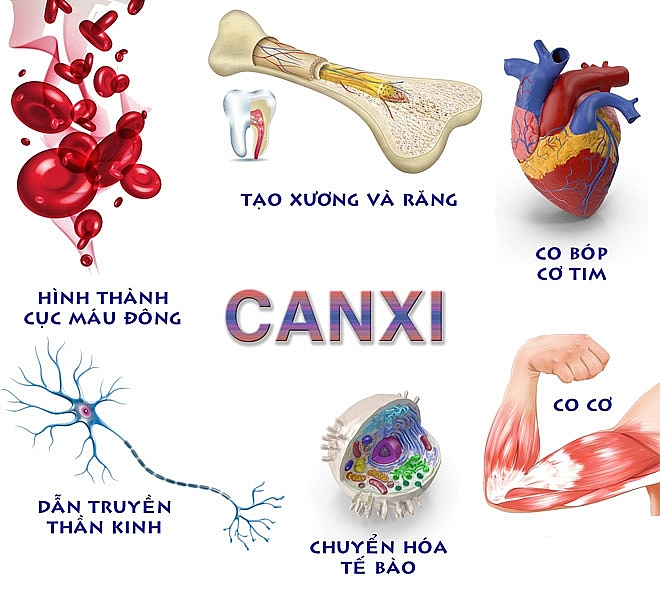 TẠO XƯƠNG VÀ RĂNG
CO BÓP
CƠ TIM
HÌNH THÀNH
CỤC MÁU ĐÔNG
CANXI
CO CƠ
DẪN TRUYỀN
THẦN KINH
CHUYỂN HÓA
TẾ BÀO